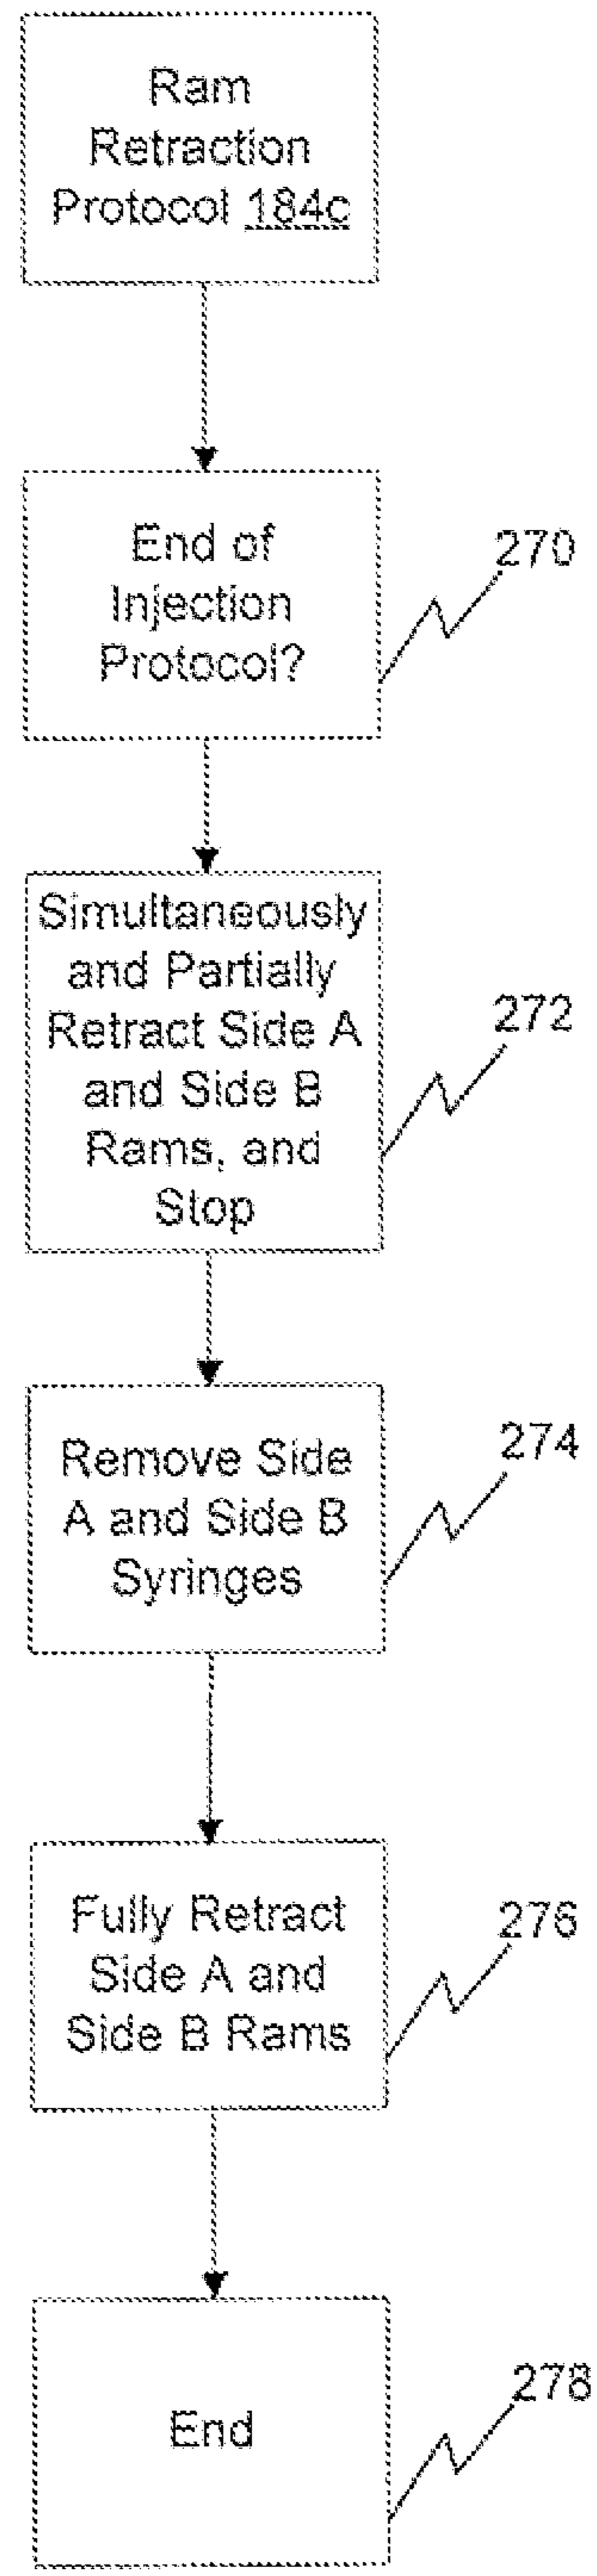 Ram
Retraction
Protocol 184c
End of
Injection
Protocol?
270
Simultaneously
and Partially
Retract Side A
and Side B
Rams, and
Stop
272
Remove Side
A and Side B
Syringes
274
Fully Retract
Side A and
Side B Rams
276
End
278